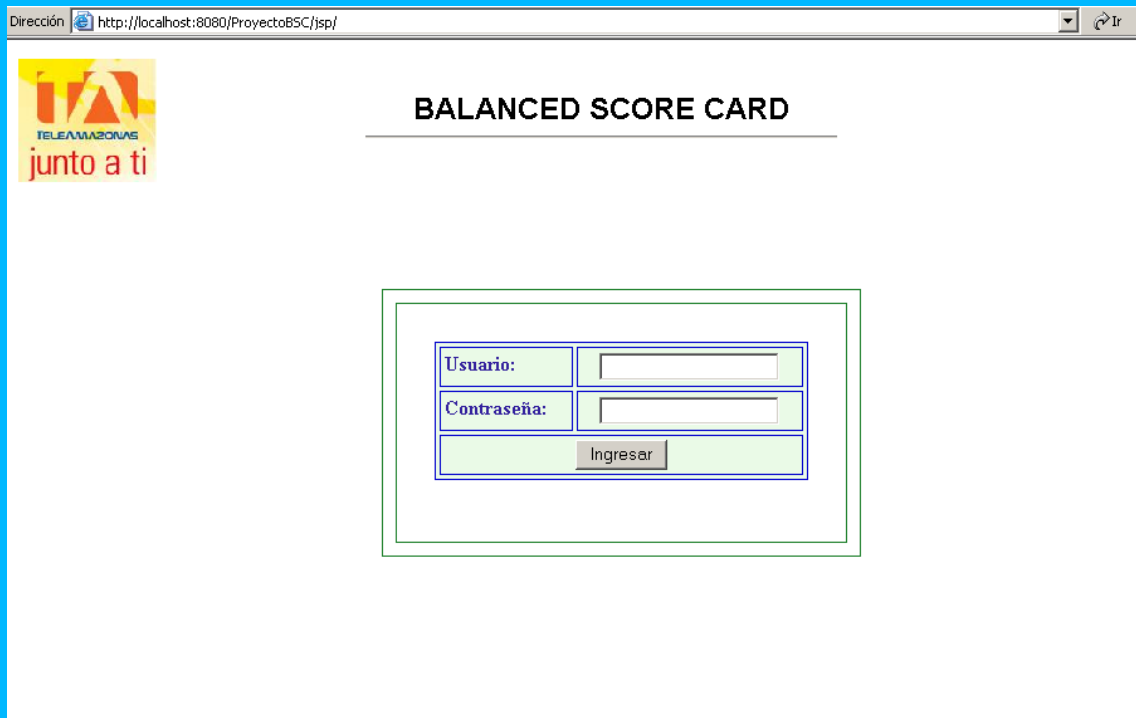 Dirección http://localhost:8080/ProyectoBSC/jsp/ Ir
TELEAMAZONAS
junto a ti
BALANCED SCORE CARD
Usuario:
Contraseña:
Ingresar